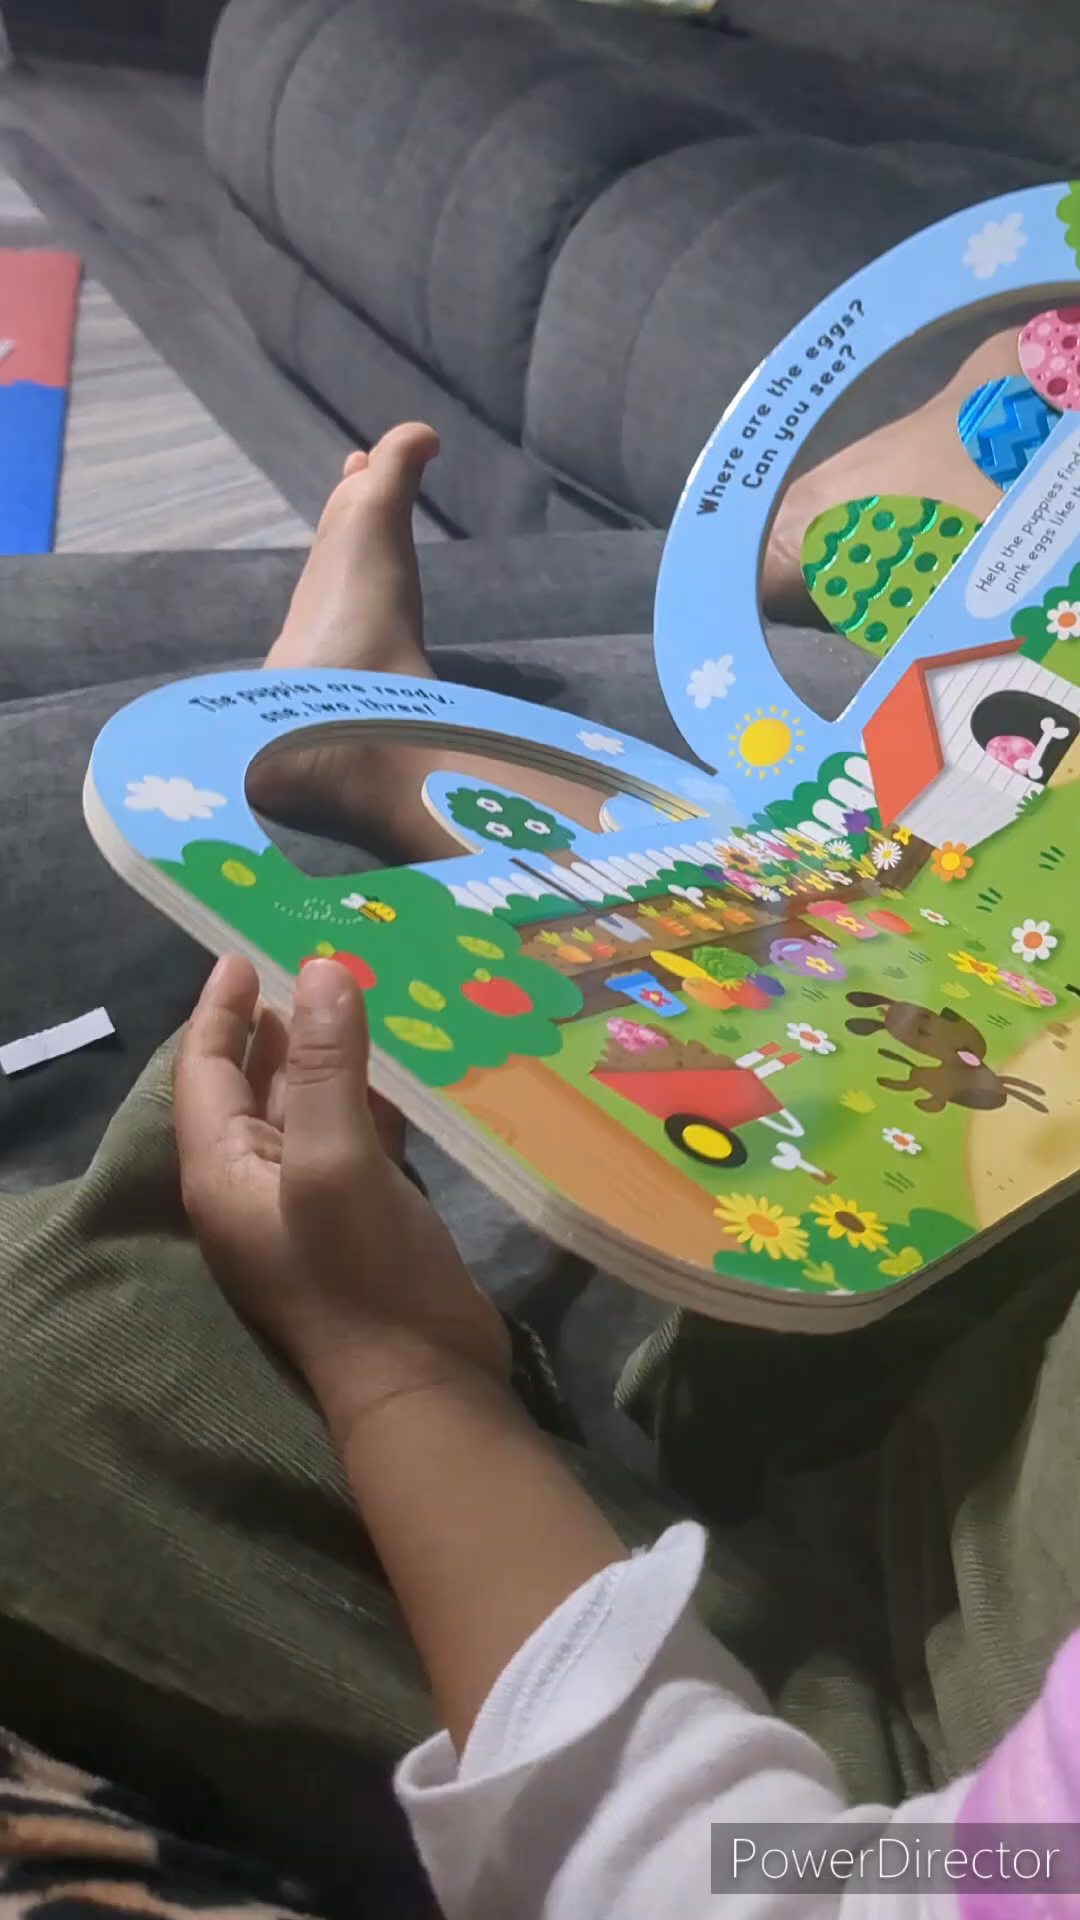 The puppies are ready,
one, two, three!
Where are the eggs?
Can you see?
Help the puppies find
pink eggs like
PowerDirector